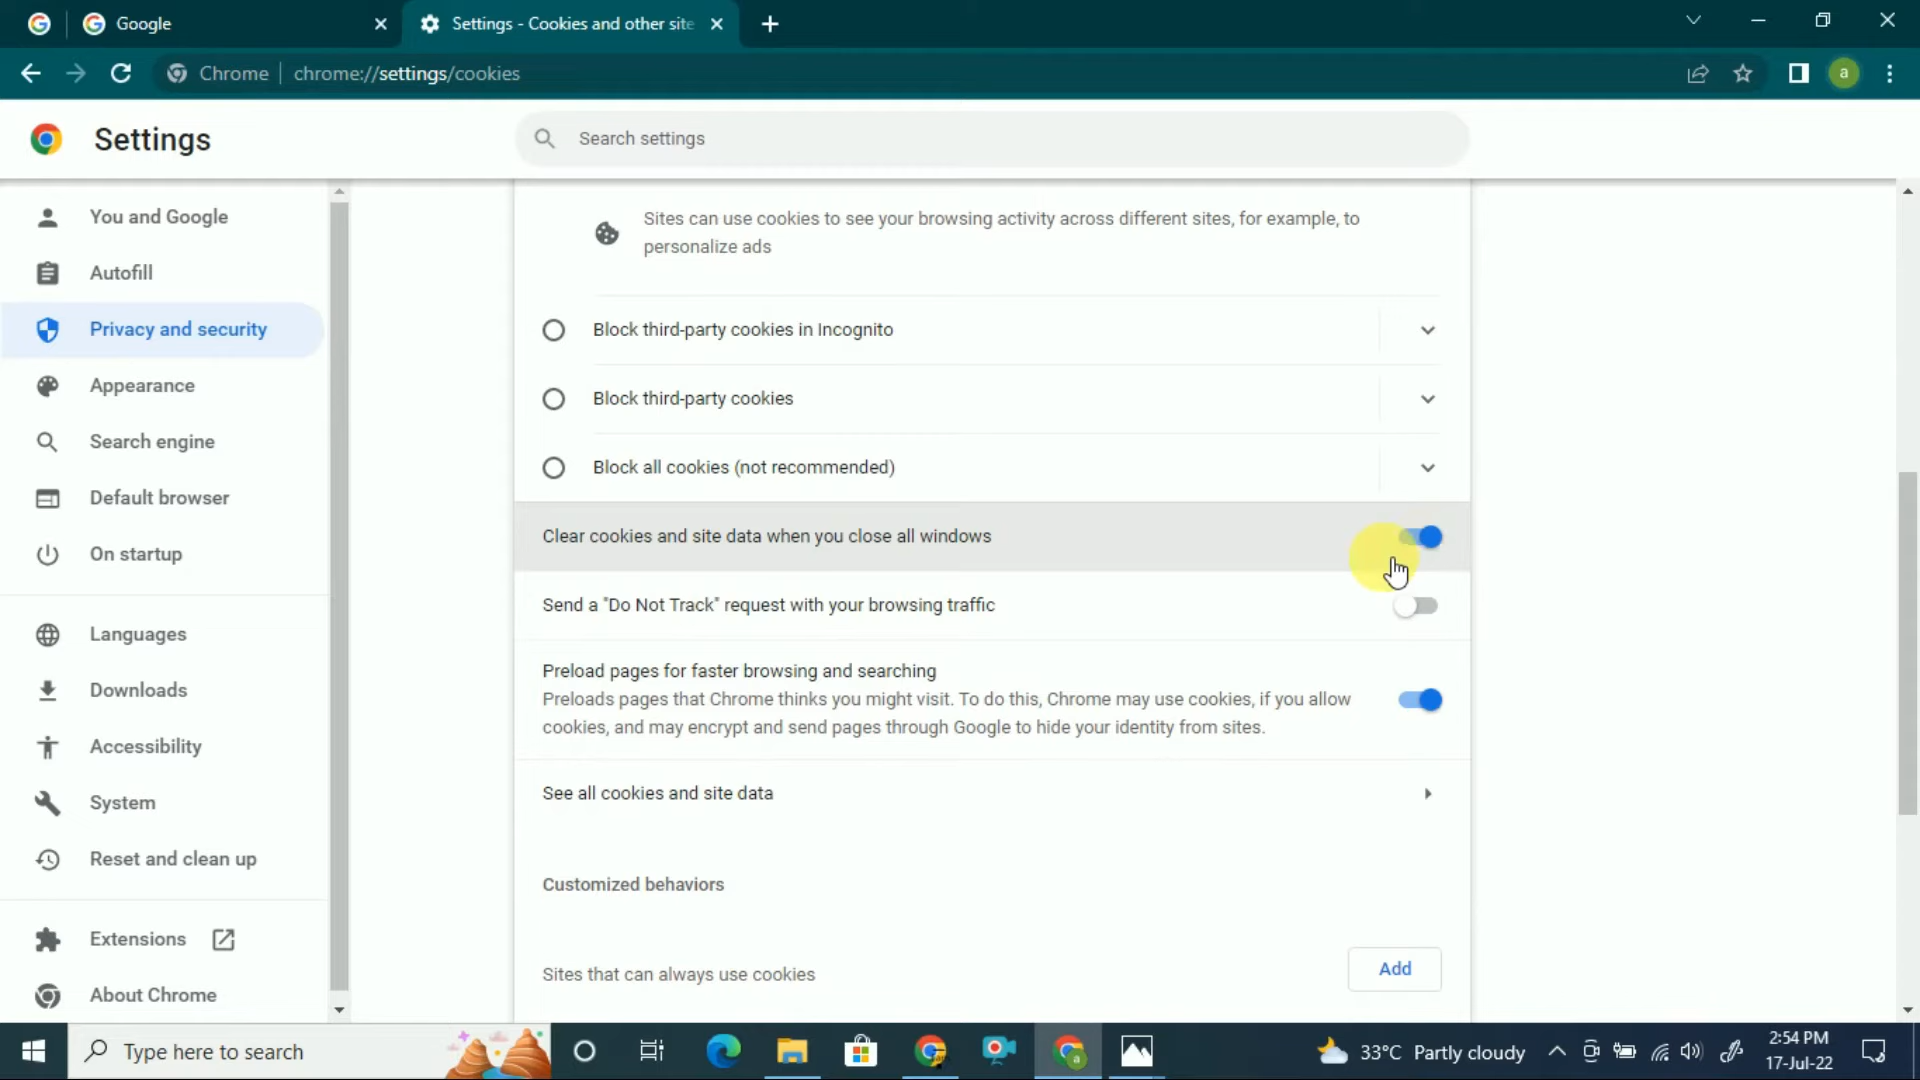 Google
Settings - Cookies and other site
Chrome
chrome://settings/cookies
a
Settings
Search settings
You and Google
Autofill
Privacy and security
Appearance
Search engine
Default browser
On startup
Languages
Downloads
Accessibility
System
Reset and clean up
Extensions
About Chrome
Sites can use cookies to see your browsing activity across different sites, for example, to
personalize ads
Block third-party cookies in Incognito
Block third-party cookies
Block all cookies (not recommended)
Clear cookies and site data when you close all windows
Send a "Do Not Track" request with your browsing traffic
Preload pages for faster browsing and searching
Preloads pages that Chrome thinks you might visit. To do this, Chrome may use cookies, if you allow
cookies, and may encrypt and send pages through Google to hide your identity from sites.
See all cookies and site data
Customized behaviors
Sites that can always use cookies
Add
Type here to search
33°C Partly cloudy
2:54 PM
17-Jul-22